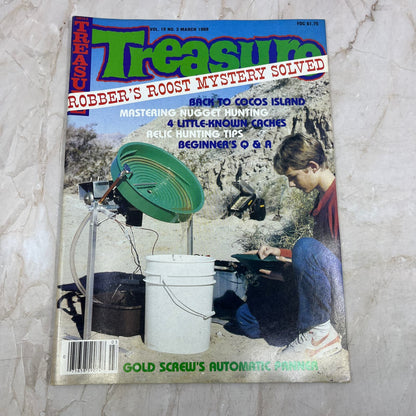 TREASURE
VOL. 19 NO. 3 MARCH 1988
Treasure
ROBBER'S ROOST MYSTERY SOLVED
BACK TO COCOS ISLAND
MASTERING NUGGET HUNTING
4 LITTLE-KNOWN CACHES
RELIC HUNTING TIPS
BEGINNER'S Q & A
GOLD SCREW'S AUTOMATIC PANNER